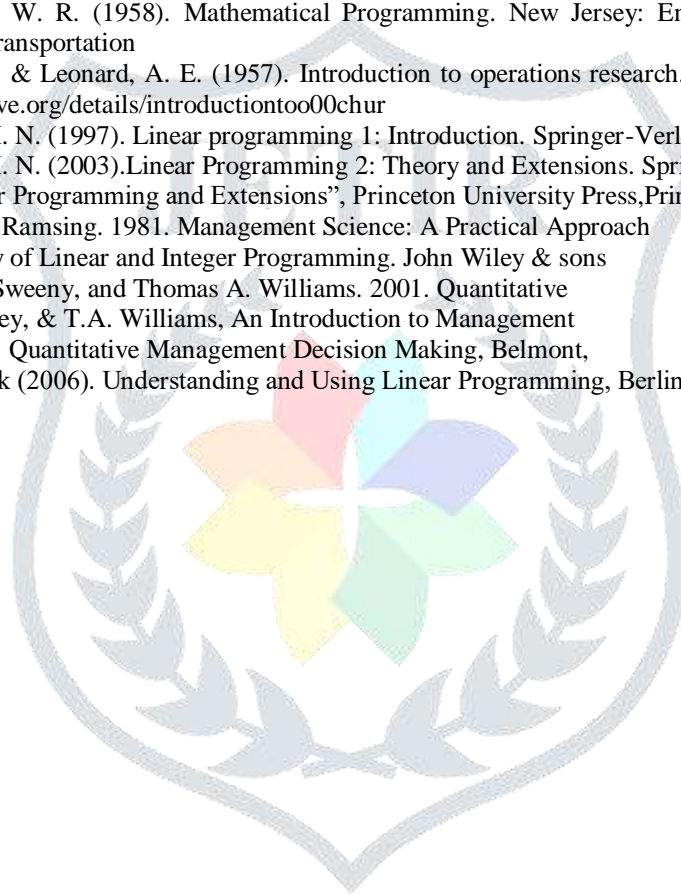 W. R. (1958). Mathematical Programming. New Jersey: En
ransportation
& Leonard, A. E. (1957). Introduction to operations research.
ve.org/details/introductiontoo00chur
. N. (1997). Linear programming 1: Introduction. Springer-Verl
. N. (2003).Linear Programming 2: Theory and Extensions. Spri
r Programming and Extensions”, Princeton University Press,Prin
Ramsing. 1981. Management Science: A Practical Approach
y of Linear and Integer Programming. John Wiley & sons
Sweeny, and Thomas A. Williams. 2001. Quantitative
ey, & T.A. Williams, An Introduction to Management
. Quantitative Management Decision Making, Belmont,
k (2006). Understanding and Using Linear Programming, Berlin
JETIR